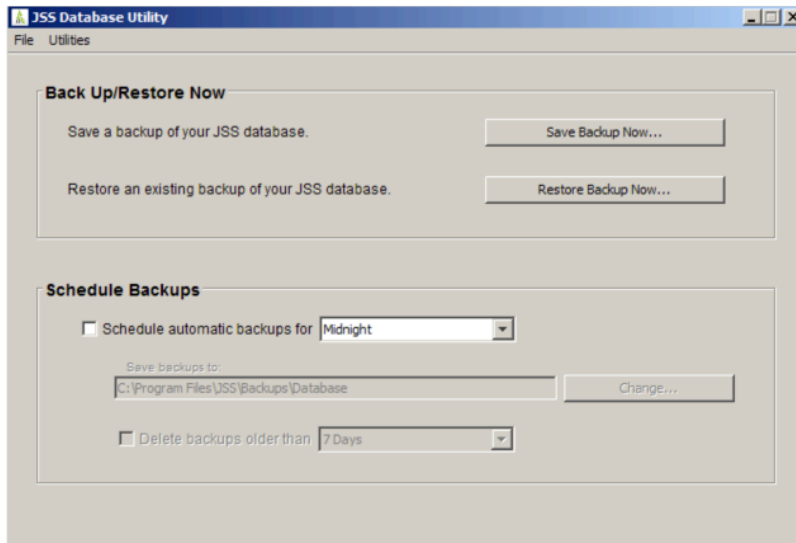 JSS Database Utility
File Utilities
Back Up/Restore Now
Save a backup of your JSS database.
Save Backup Now...
Restore an existing backup of your JSS database.
Restore Backup Now...
Schedule Backups
Schedule automatic backups for Midnight
Save backups to:
C:\Program Files\JSS\Backups\Database
Change...
Delete backups older than 7 Days